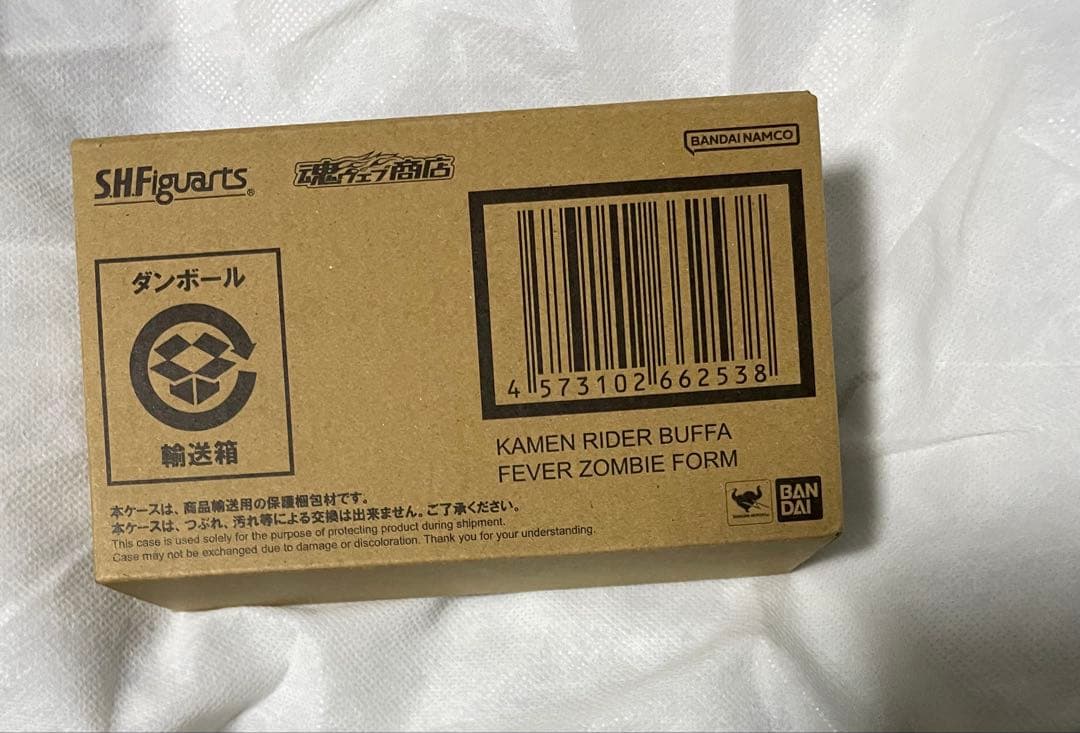 S.H.Figuarts®
魂ウェブ商店
BANDAI NAMCO
ダンボール
輸送箱
4 573102 662538
KAMEN RIDER BUFFA
FEVER ZOMBIE FORM
本ケースは、商品輸送用の保護梱包材です。
本ケースは、つぶれ、汚れ等による交換は出来ません。ご了承ください。
This case is used solely for the purpose of protecting product during shipment.
Case may not be exchanged due to damage or discoloration. Thank you for your understanding.
BAN
DAI